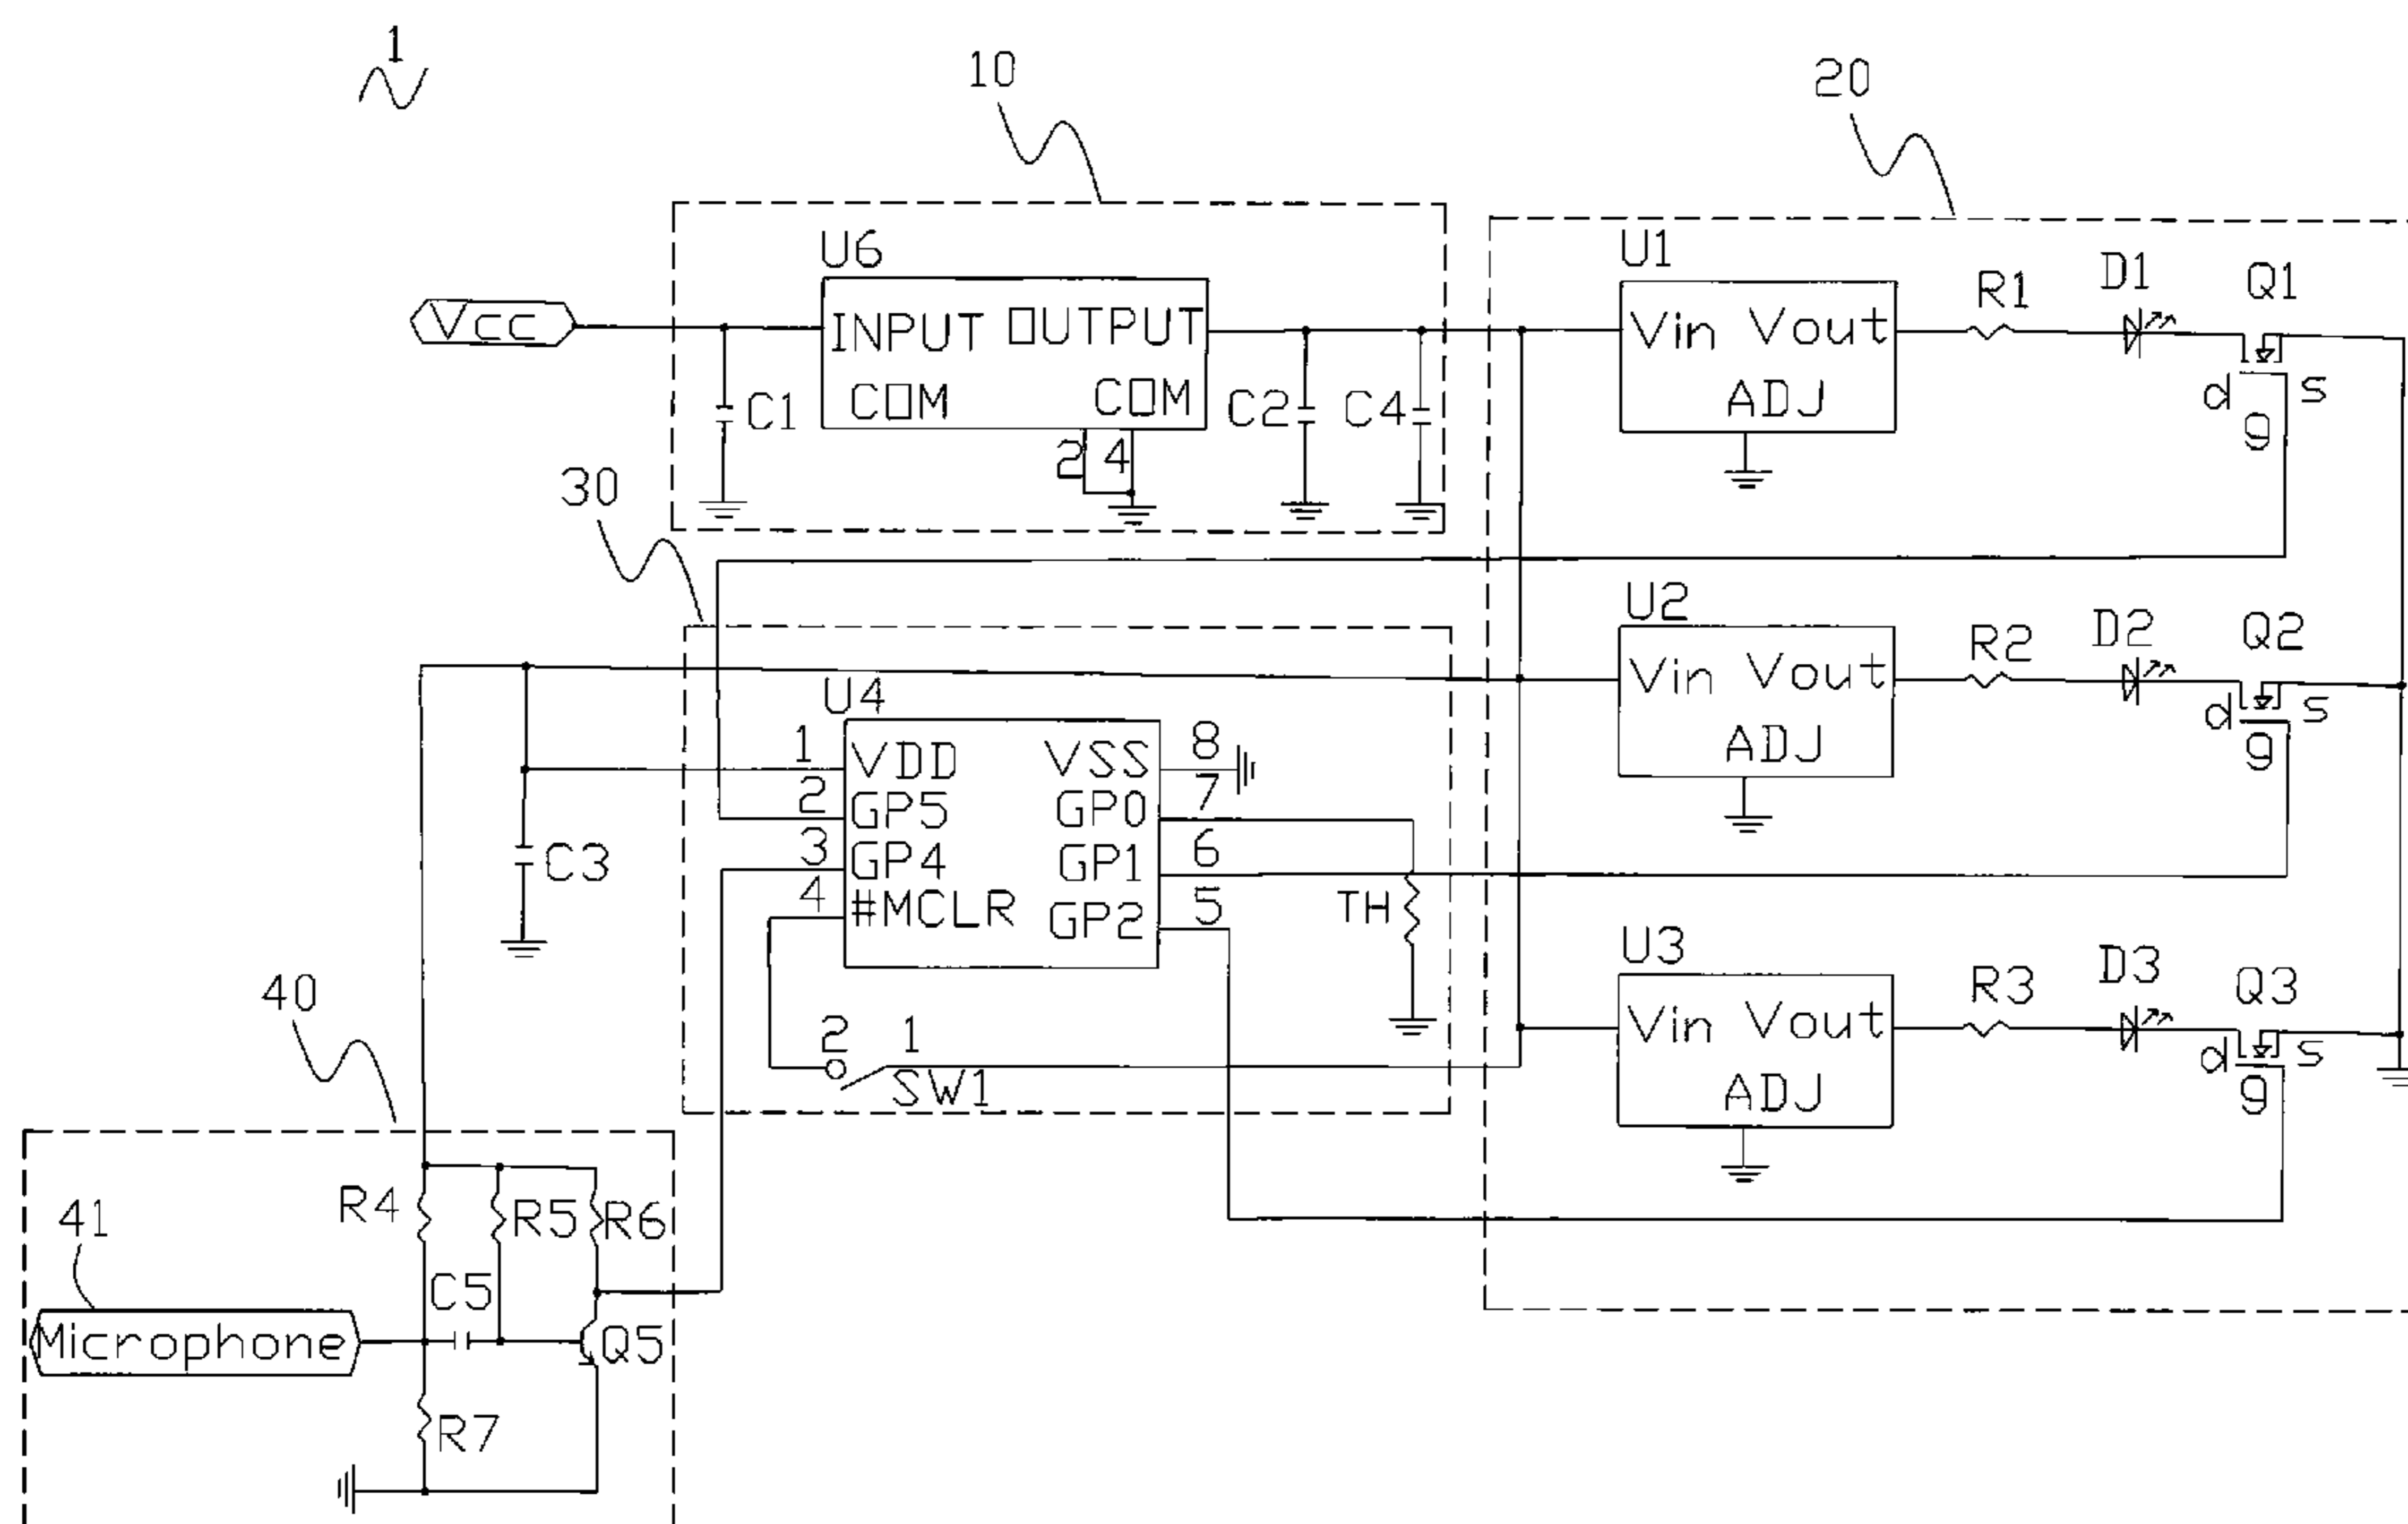 1
10
20
U6
U1
D1
Q1
R1
Vcc
INPUT OUTPUT
Vin Vout
COM COM
C1
C2
C4
ADJ
d
s
g
2 4
30
U2
D2
Q2
R2
Vin Vout
U4
d
s
g
ADJ
1 VDD VSS 8
2 GP5 GP0 7
3 GP4 GP1 6
4 #MCLR GP2 5
C3
TH
U3
D3
Q3
R3
40
Vin Vout
2 1
SW1
d
s
g
ADJ
R4
R5
R6
41
C5
Microphone
Q5
R7